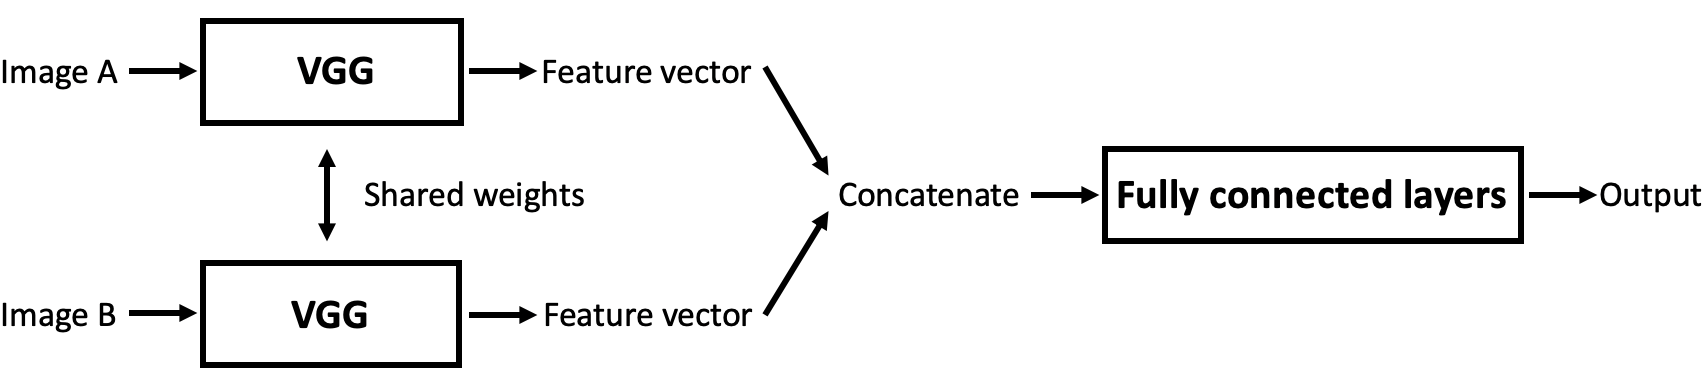 Image A
VGG
Feature vector
Shared weights
Concatenate
Fully connected layers
Output
Image B
VGG
Feature vector